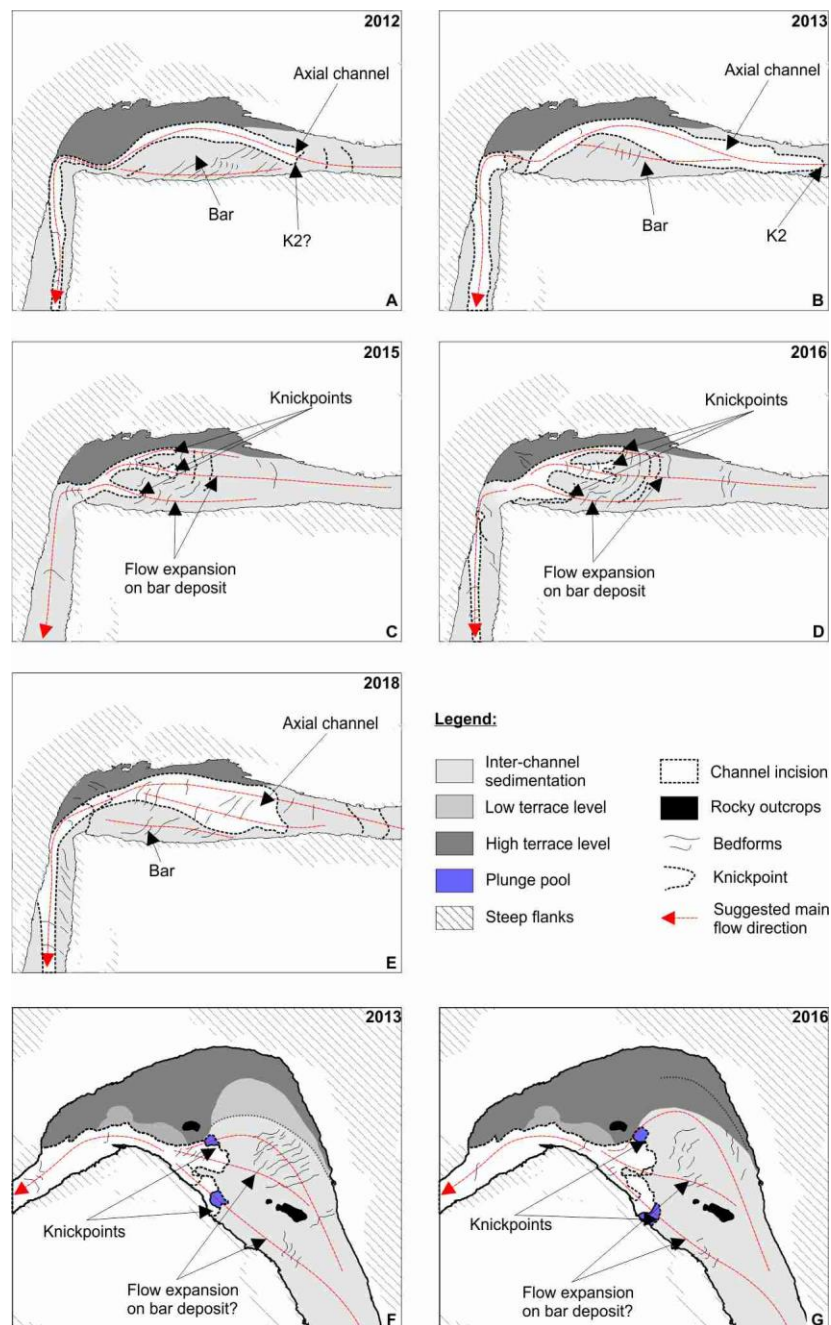 2012
Axial channel
Bar
K2?
A
2013
Axial channel
Bar
K2
B
2015
Knickpoints
Flow expansion
on bar deposit
C
2016
Knickpoints
Flow expansion
on bar deposit
D
2018
Axial channel
Bar
E
Legend:
Inter-channel
sedimentation
Low terrace level
High terrace level
Plunge pool
Steep flanks
Channel incision
Rocky outcrops
Bedforms
Knickpoint
Suggested main
flow direction
2013
Knickpoints
Flow expansion
on bar deposit?
F
2016
Knickpoints
Flow expansion
on bar deposit?
G